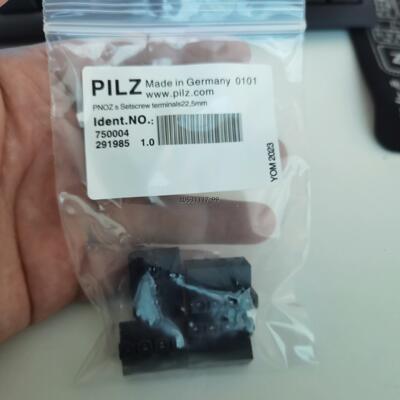 PILZ Made in Germany 0101
www.pilz.com
PNOZ s Setscrew terminals22,5mm
Ident.NO.:
750004
291985 1.0
YOM 2023